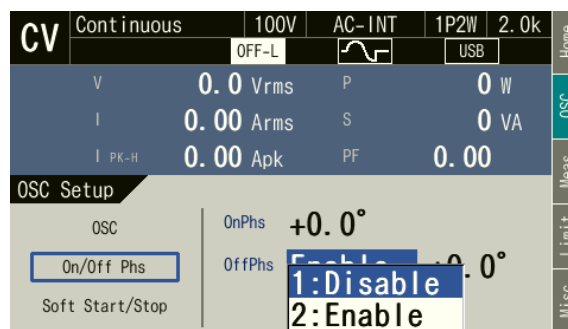 CV Continuous 100V AC-INT 1P2W 2.0k
OFF-L USB
V 0.0 Vrms P 0 W
I 0.00 Arms S 0 VA
I PK-H 0.00 Apk PF 0.00
OSC Setup
OSC OnPhs +0.0°
On/Off Phs OffPhs Enable +0.0°
1:Disable
Soft Start/Stop 2:Enable
Home
OSC
Meas
Limit
Misc